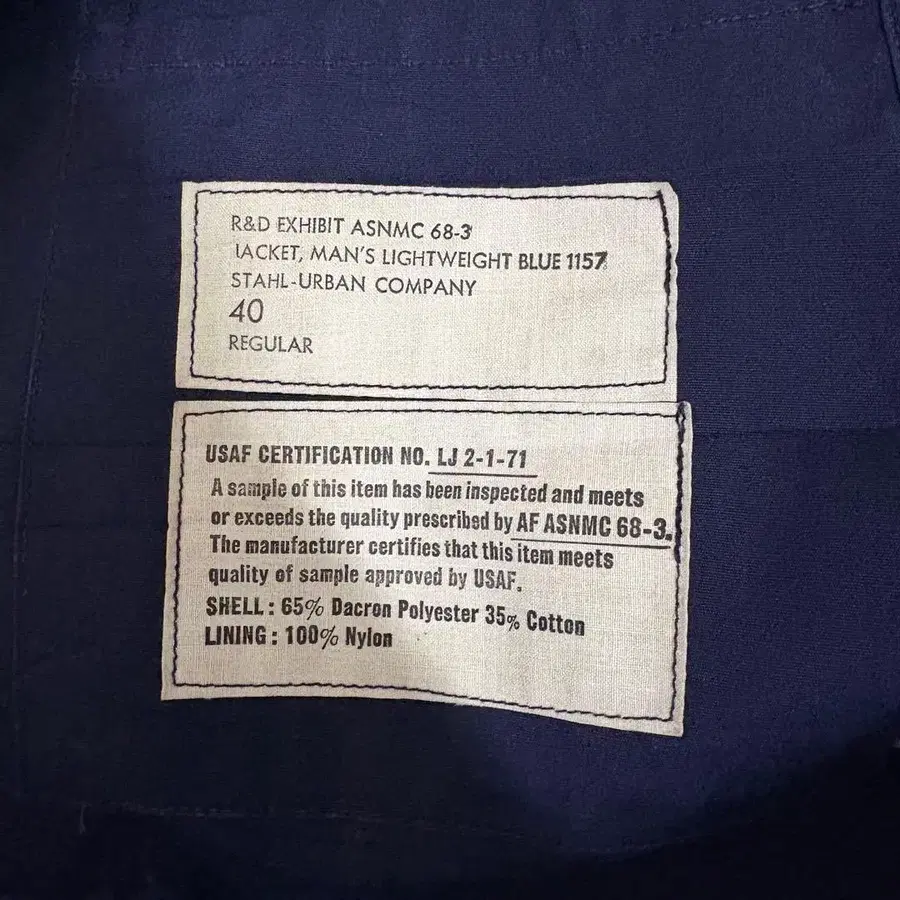 R&D EXHIBIT ASNMC 68-3
JACKET, MAN'S LIGHTWEIGHT BLUE 1157
STAHL-URBAN COMPANY
40
REGULAR
USAF CERTIFICATION NO. LJ 2-1-71
A sample of this item has been inspected and meets
or exceeds the quality prescribed by AF ASNMC 68-3.
The manufacturer certifies that this item meets
quality of sample approved by USAF.
SHELL: 65% Dacron Polyester 35% Cotton
LINING: 100% Nylon